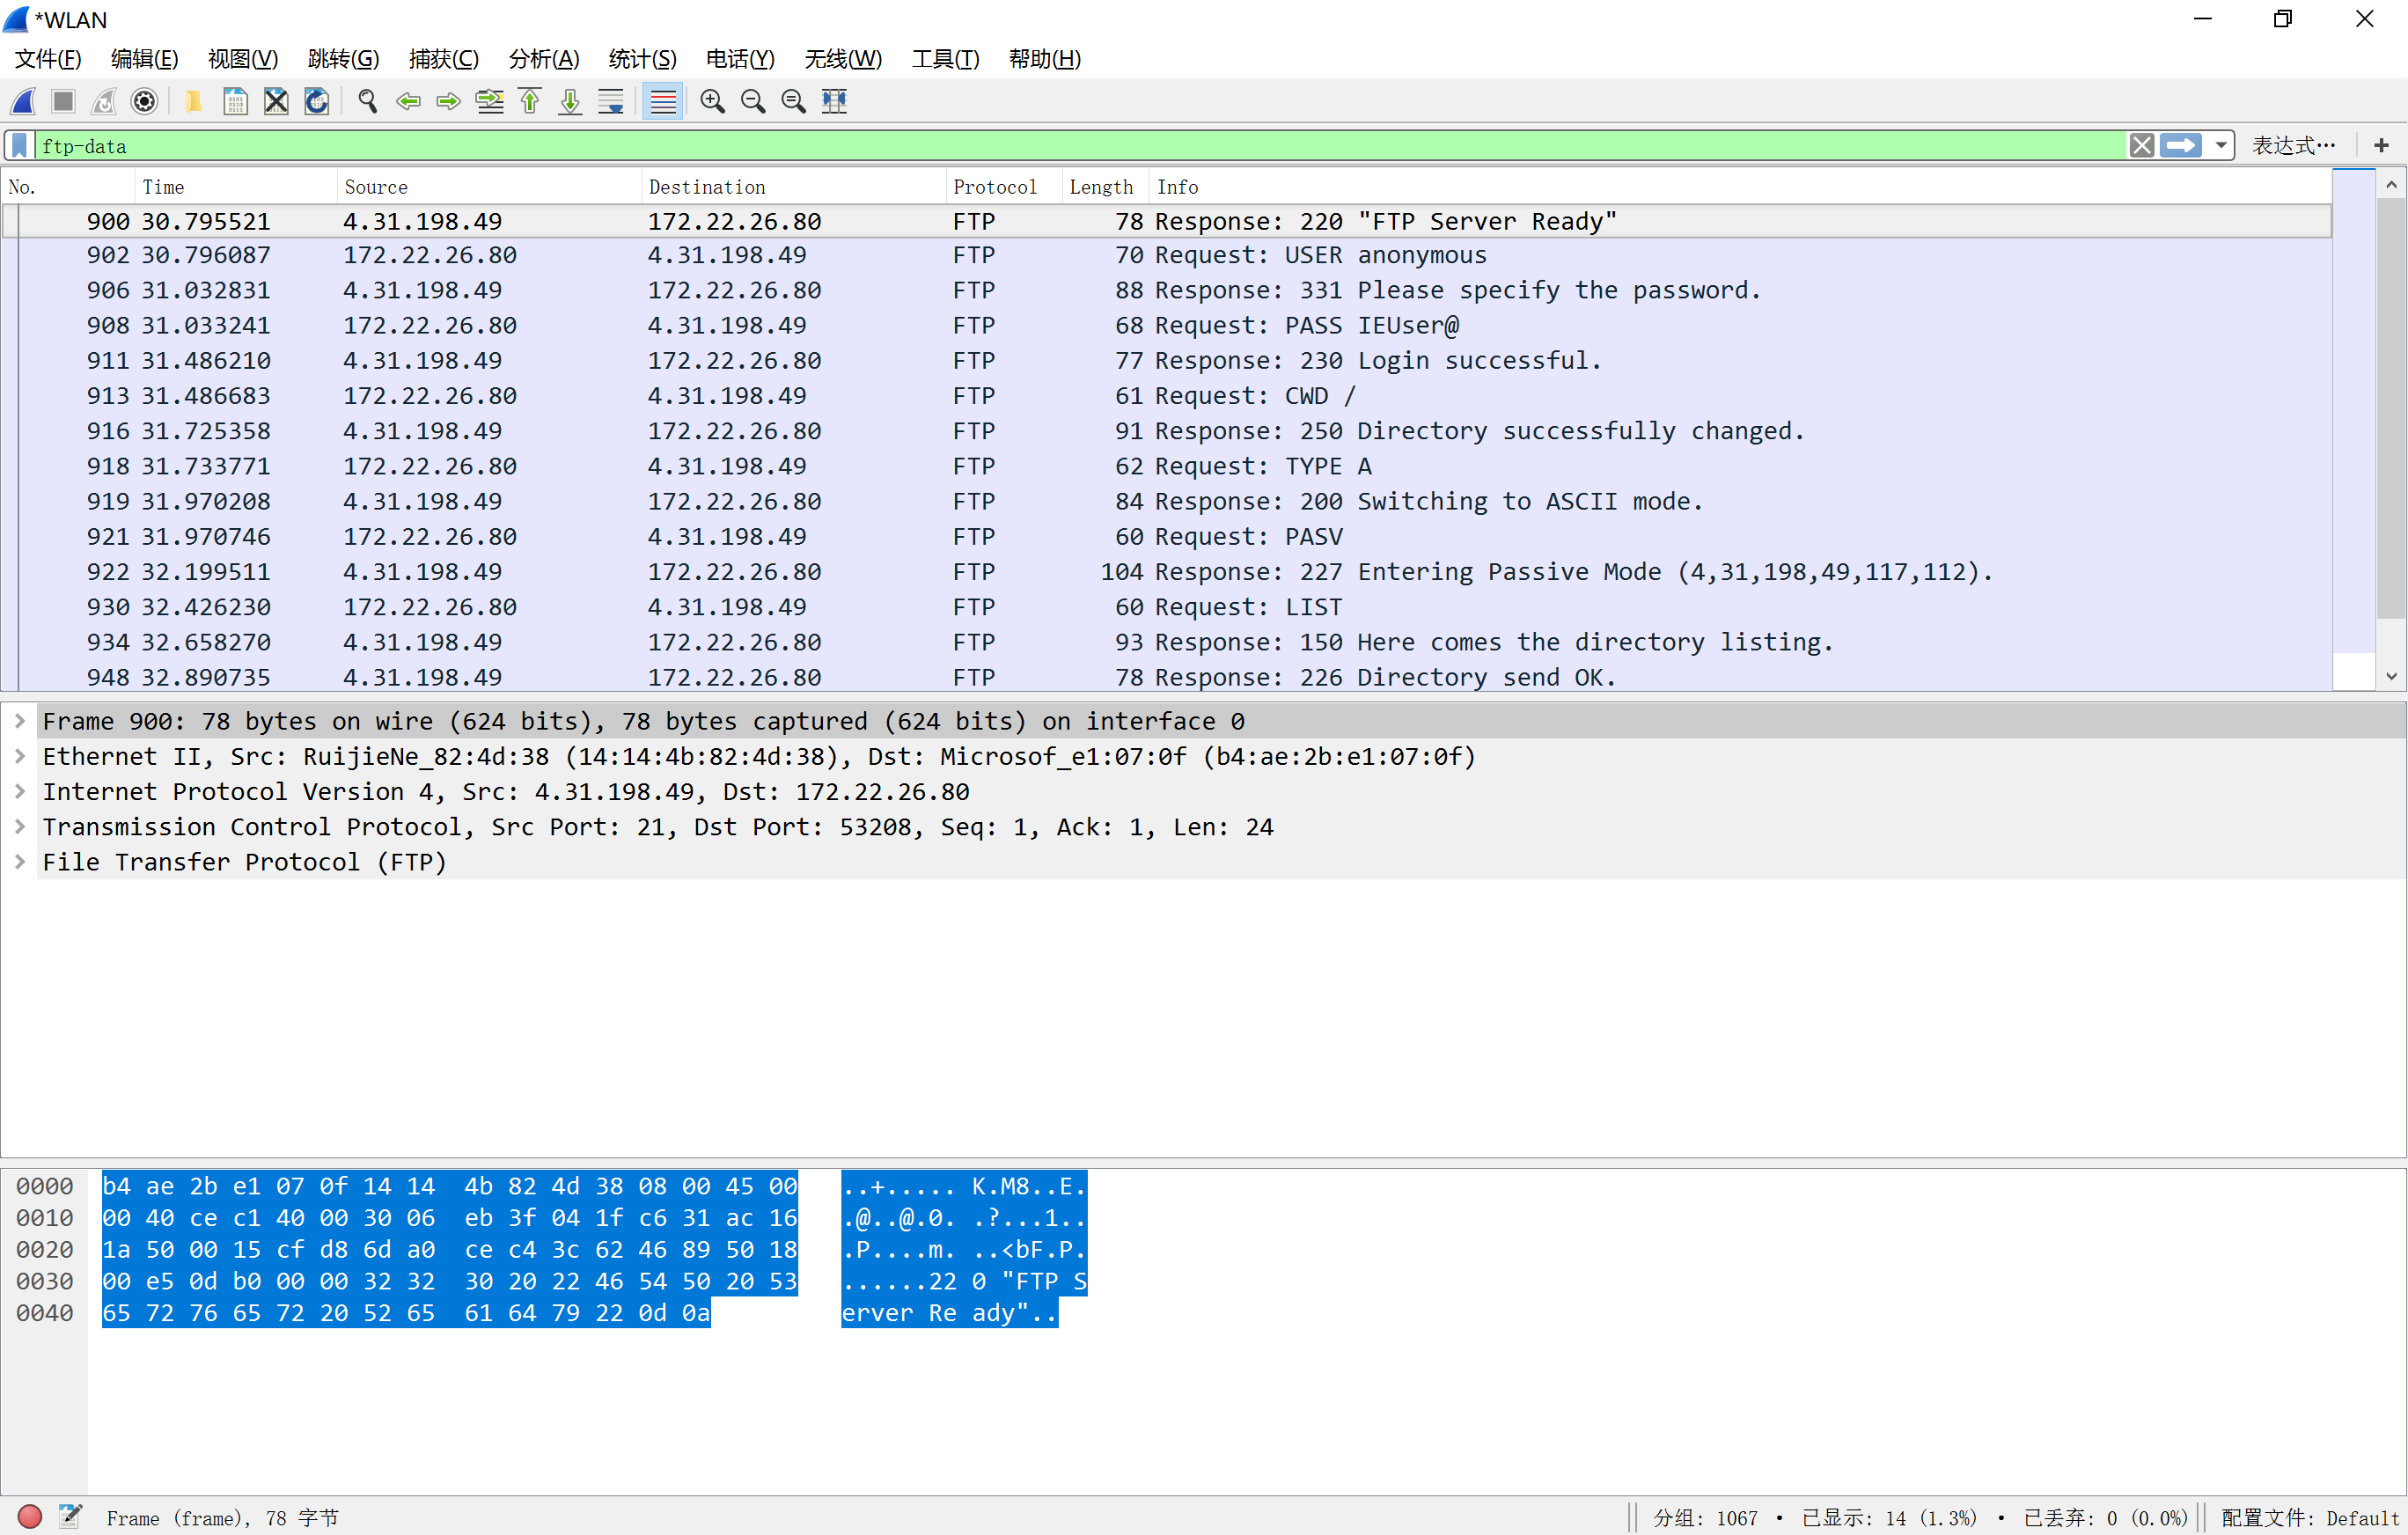 *WLAN
文件(F) 编辑(E) 视图(V) 跳转(G) 捕获(C) 分析(A) 统计(S) 电话(Y) 无线(W) 工具(T) 帮助(H)
ftp-data 表达式… +
No. Time Source Destination Protocol Length Info
900 30.795521 4.31.198.49 172.22.26.80 FTP 78 Response: 220 "FTP Server Ready"
902 30.796087 172.22.26.80 4.31.198.49 FTP 70 Request: USER anonymous
906 31.032831 4.31.198.49 172.22.26.80 FTP 88 Response: 331 Please specify the password.
908 31.033241 172.22.26.80 4.31.198.49 FTP 68 Request: PASS IEUser@
911 31.486210 4.31.198.49 172.22.26.80 FTP 77 Response: 230 Login successful.
913 31.486683 172.22.26.80 4.31.198.49 FTP 61 Request: CWD /
916 31.725358 4.31.198.49 172.22.26.80 FTP 91 Response: 250 Directory successfully changed.
918 31.733771 172.22.26.80 4.31.198.49 FTP 62 Request: TYPE A
919 31.970208 4.31.198.49 172.22.26.80 FTP 84 Response: 200 Switching to ASCII mode.
921 31.970746 172.22.26.80 4.31.198.49 FTP 60 Request: PASV
922 32.199511 4.31.198.49 172.22.26.80 FTP 104 Response: 227 Entering Passive Mode (4,31,198,49,117,112).
930 32.426230 172.22.26.80 4.31.198.49 FTP 60 Request: LIST
934 32.658270 4.31.198.49 172.22.26.80 FTP 93 Response: 150 Here comes the directory listing.
948 32.890735 4.31.198.49 172.22.26.80 FTP 78 Response: 226 Directory send OK.
Frame 900: 78 bytes on wire (624 bits), 78 bytes captured (624 bits) on interface 0
Ethernet II, Src: RuijieNe_82:4d:38 (14:14:4b:82:4d:38), Dst: Microsof_e1:07:0f (b4:ae:2b:e1:07:0f)
Internet Protocol Version 4, Src: 4.31.198.49, Dst: 172.22.26.80
Transmission Control Protocol, Src Port: 21, Dst Port: 53208, Seq: 1, Ack: 1, Len: 24
File Transfer Protocol (FTP)
0000 b4 ae 2b e1 07 0f 14 14 4b 82 4d 38 08 00 45 00 ..+..... K.M8..E.
0010 00 40 ce c1 40 00 30 06 eb 3f 04 1f c6 31 ac 16 .@..@.0. .?...1..
0020 1a 50 00 15 cf d8 6d a0 ce c4 3c 62 46 89 50 18 .P....m. ..<bF.P.
0030 00 e5 0d b0 00 00 32 32 30 20 22 46 54 50 20 53 ......22 0 "FTP S
0040 65 72 76 65 72 20 52 65 61 64 79 22 0d 0a erver Re ady"..
Frame (frame), 78 字节 分组: 1067 · 已显示: 14 (1.3%) · 已丢弃: 0 (0.0%) 配置文件: Default